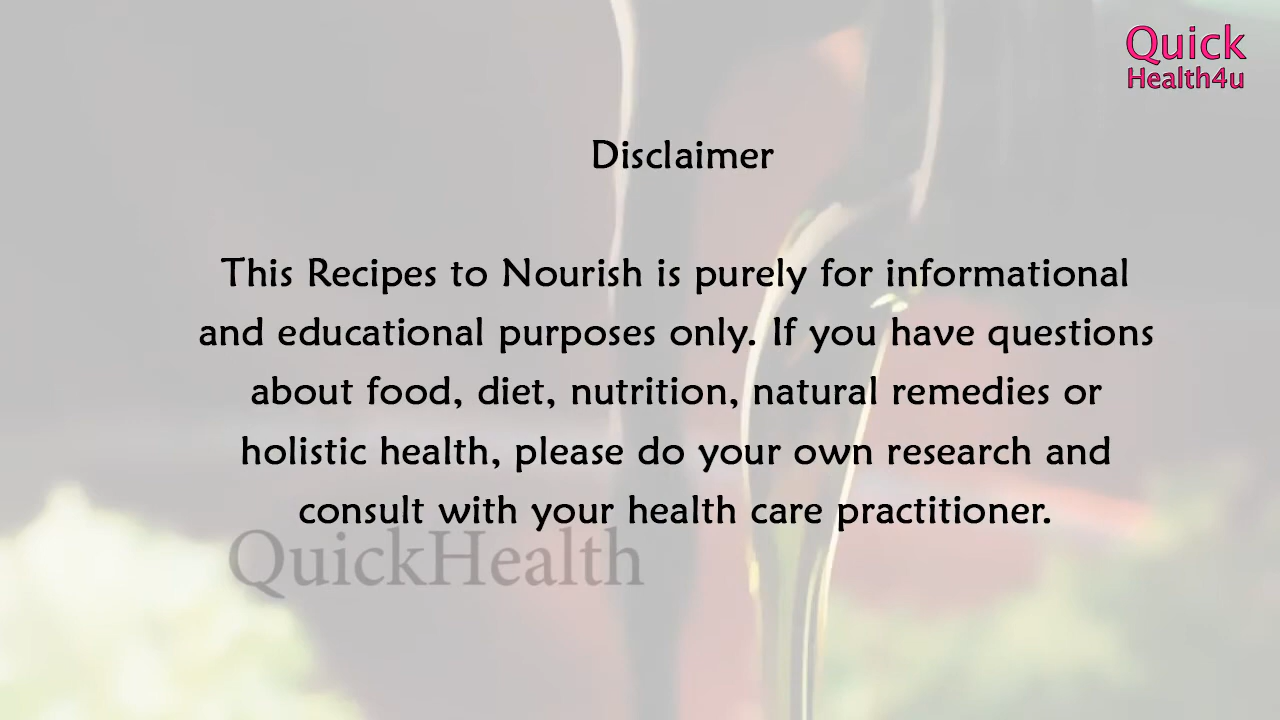 Quick
Health4u
Disclaimer
This Recipes to Nourish is purely for informational
and educational purposes only. If you have questions
about food, diet, nutrition, natural remedies or
holistic health, please do your own research and
consult with your health care practitioner.
QuickHealth